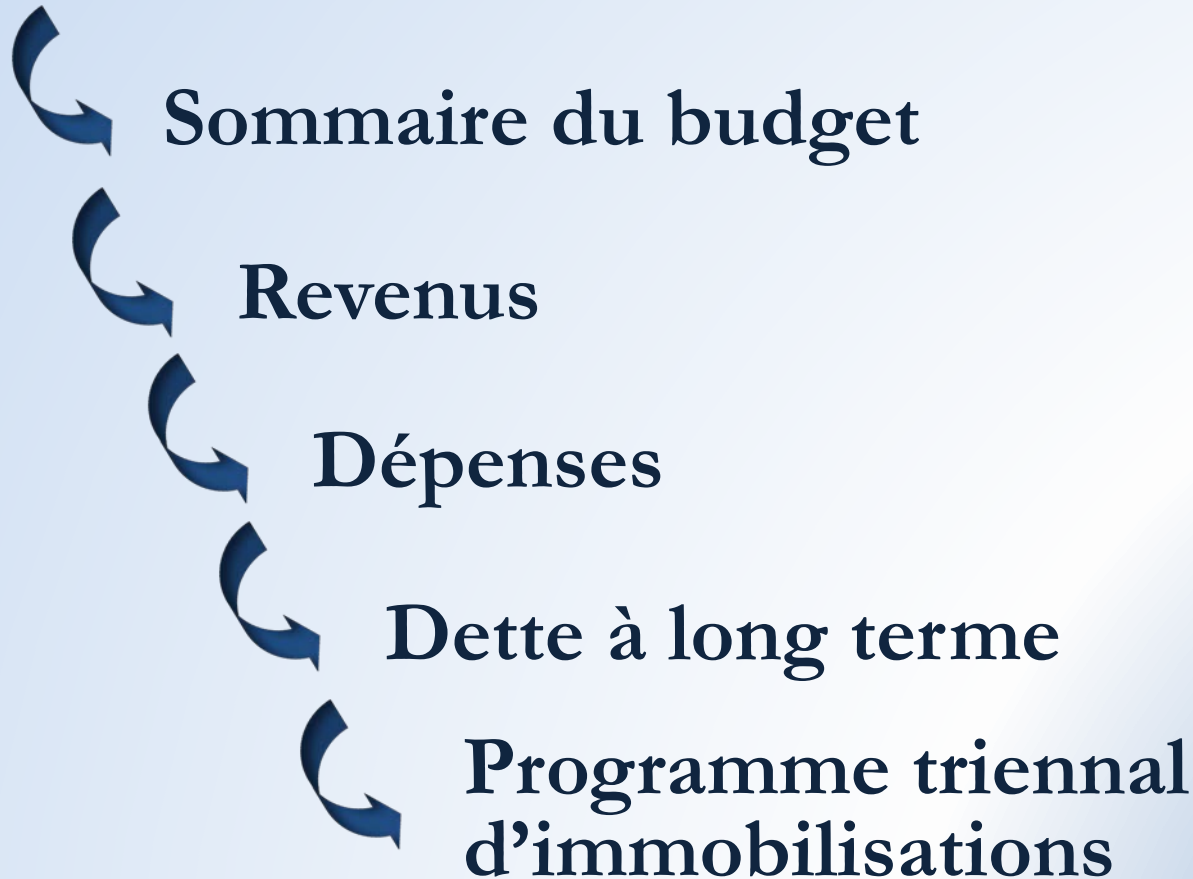 Sommaire du budget
Revenus
Dépenses
Dette à long terme
Programme triennal
d’immobilisations